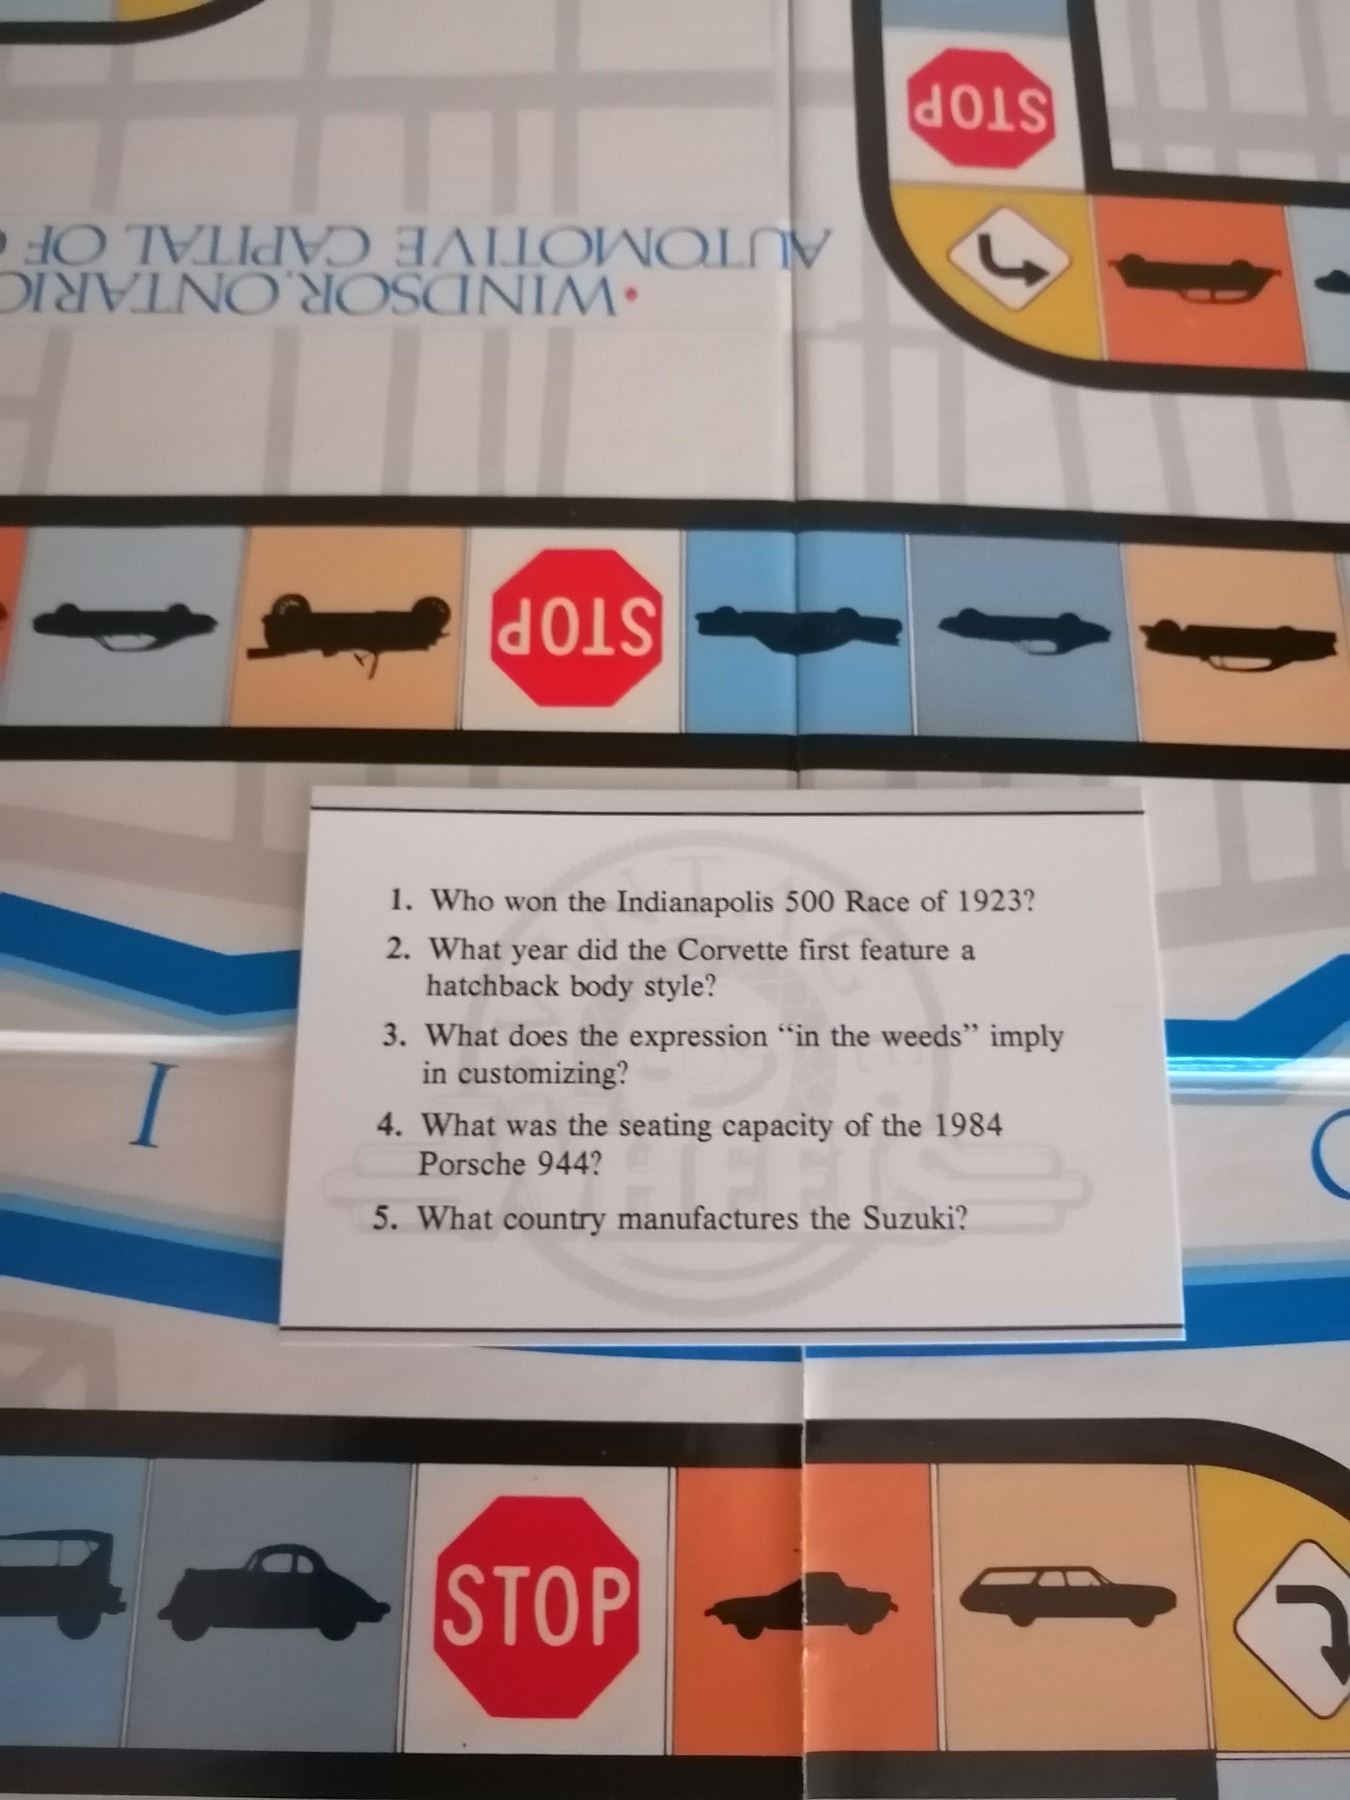 STOP
AUTOMOTIVE CAPITAL OF
• WINDSOR, ONTARIO
STOP
1. Who won the Indianapolis 500 Race of 1923?
2. What year did the Corvette first feature a
hatchback body style?
3. What does the expression “in the weeds” imply
in customizing?
4. What was the seating capacity of the 1984
Porsche 944?
5. What country manufactures the Suzuki?
WHEELS
I
STOP